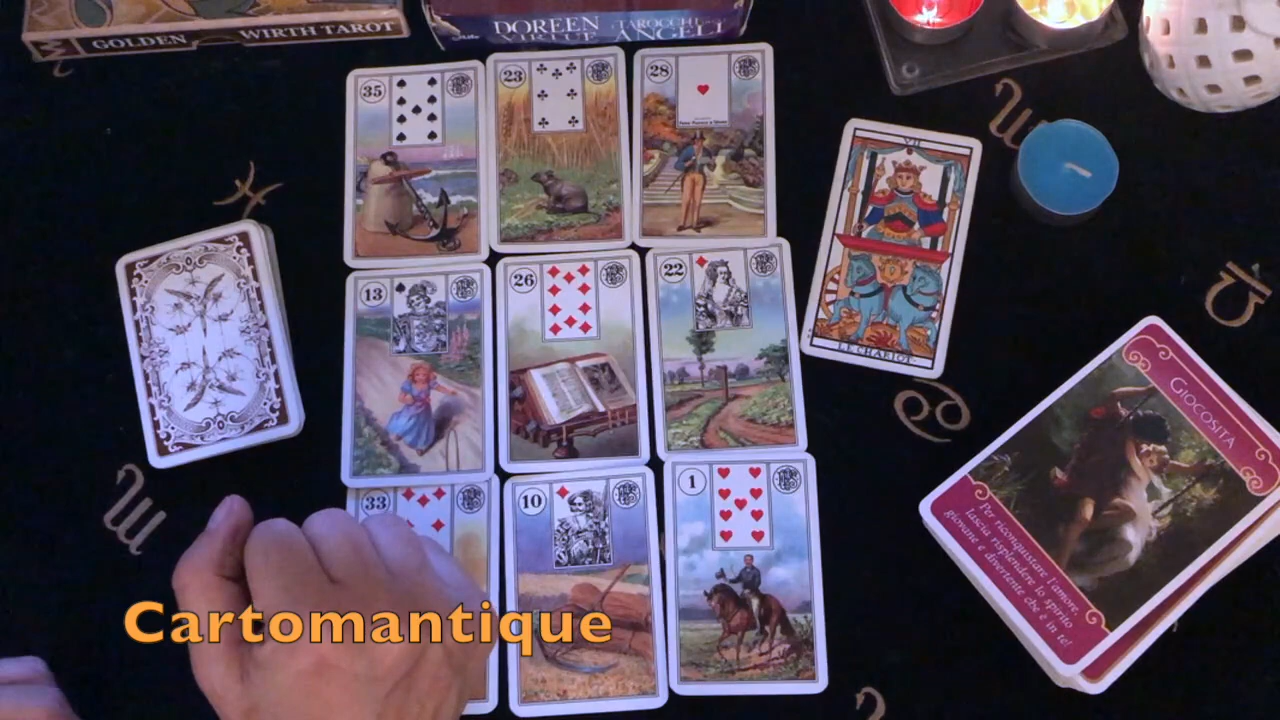 GOLDEN WIRTH TAROT
DOREEN VIRTUE
TAROCCHI ANGELI
35
23
28
VII
LE CHARIOT
13
26
22
GIOCOSITÀ
Per riconquistare l'amore,
lascia risplendere lo spirito
giovane e divertente che è in te!
33
10
1
Cartomantique